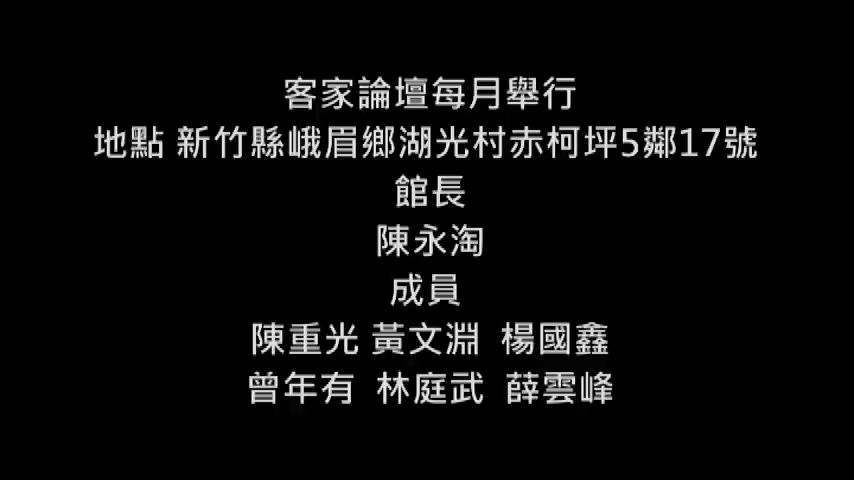 客家論壇每月舉行
地點 新竹縣峨眉鄉湖光村赤柯坪5鄰17號
館長
陳永淘
成員
陳重光 黃文淵 楊國鑫
曾年有 林庭武 薛雲峰